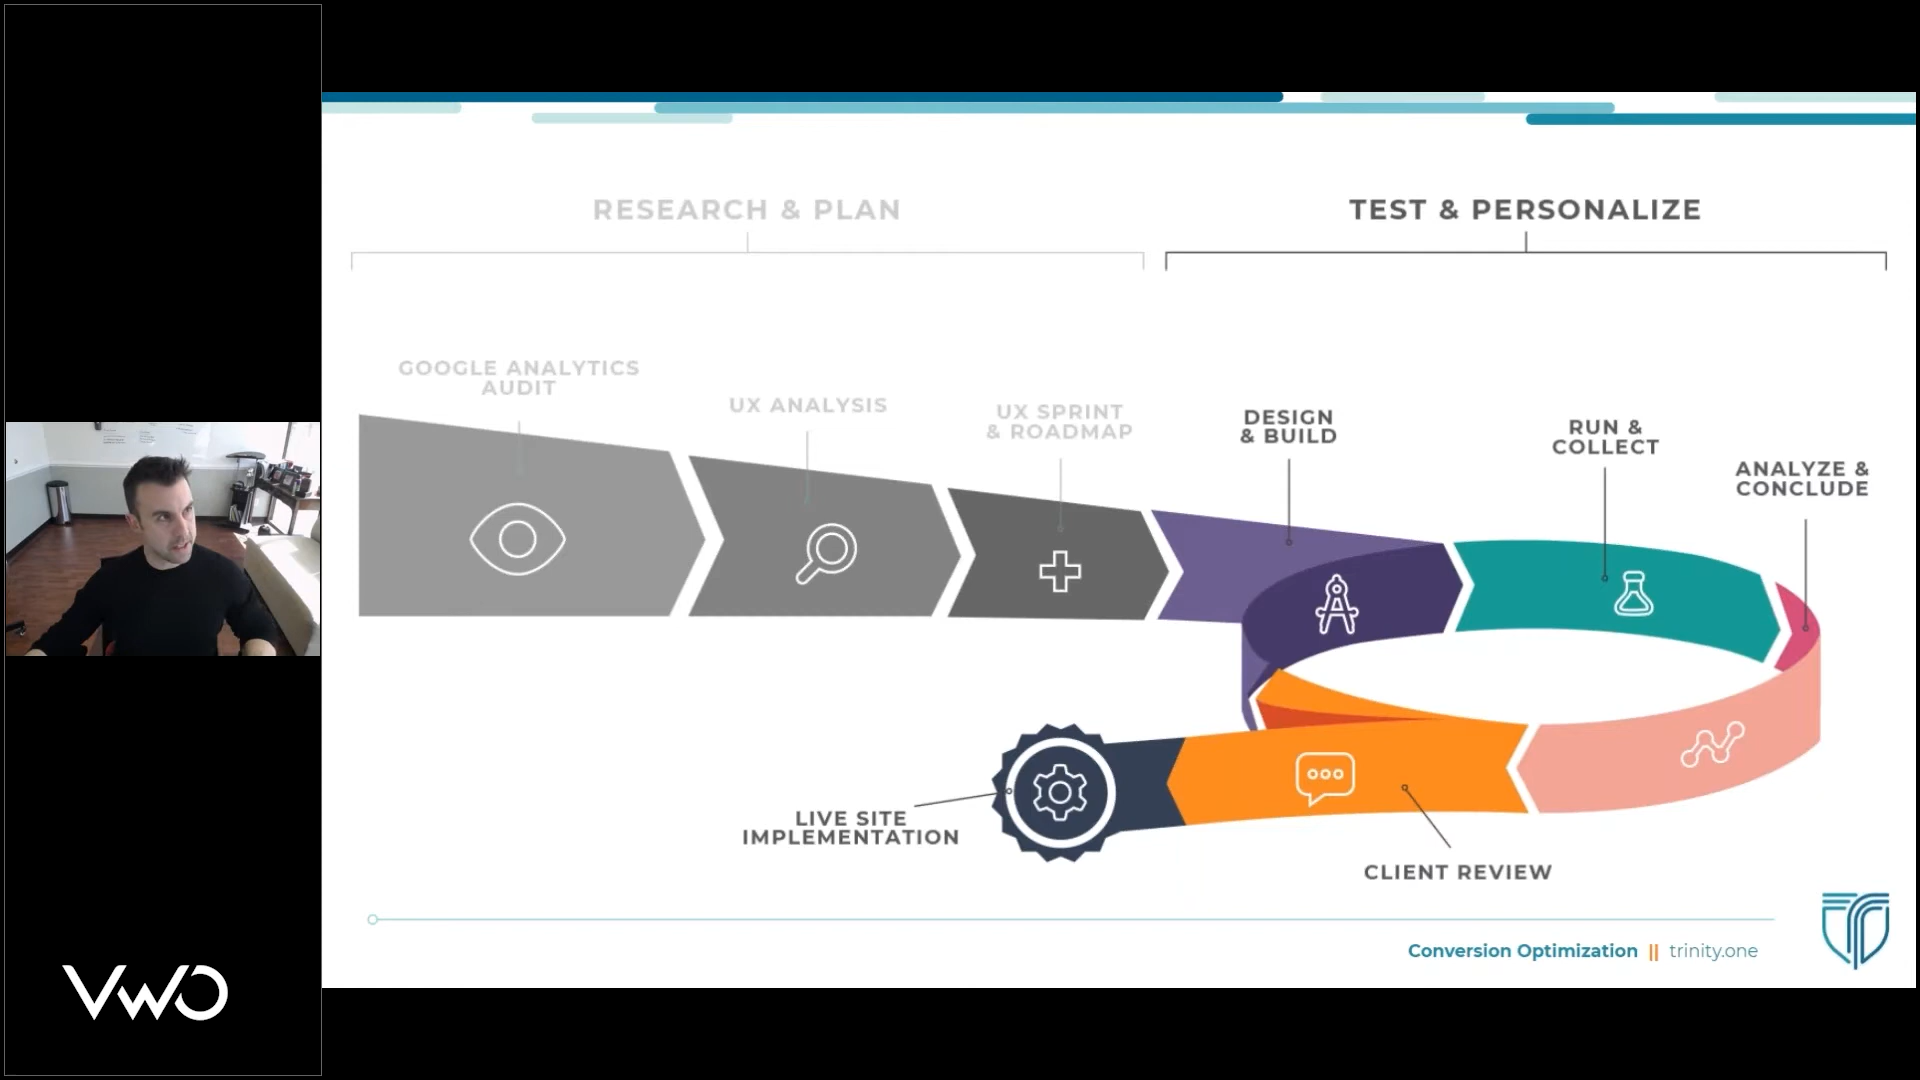 RESEARCH & PLAN
TEST & PERSONALIZE
GOOGLE ANALYTICS
AUDIT
UX ANALYSIS
UX SPRINT
& ROADMAP
DESIGN
& BUILD
RUN &
COLLECT
ANALYZE &
CONCLUDE
LIVE SITE
IMPLEMENTATION
CLIENT REVIEW
Conversion Optimization || trinity.one
VWO